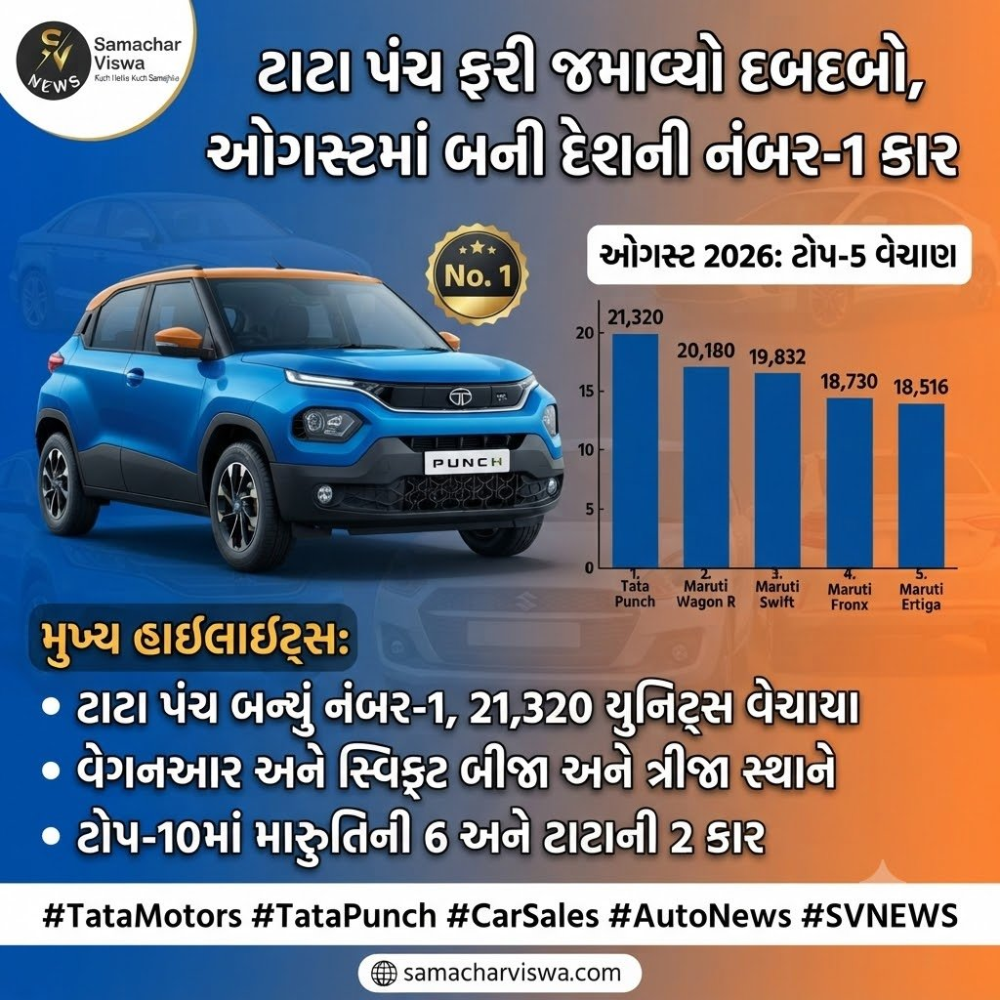 SV
NEWS
Samachar
Viswa
ટાટા પંચ ફરી જમાવ્યો દબદબો,
ઓગસ્ટમાં બની દેશની નંબર-1 કાર
No. 1
ઓગસ્ટ 2026: ટોપ-5 વેચાણ
21,320
20,180
19,832
18,730
18,516
20
15
10
5
0
1. Tata Punch
2. Maruti Wagon R
3. Maruti Swift
4. Maruti Fronx
5. Maruti Ertiga
PUNCH
મુખ્ય હાઇલાઇટ્સ:
• ટાટા પંચ બન્યું નંબર-1, 21,320 યુનિટ્સ વેચાયા
• વેગનઆર અને સ્વિફ્ટ બીજા અને ત્રીજા સ્થાને
• ટોપ-10માં મારુતિની 6 અને ટાટાની 2 કાર
#TataMotors #TataPunch #CarSales #AutoNews #SVNEWS
samacharviswa.com